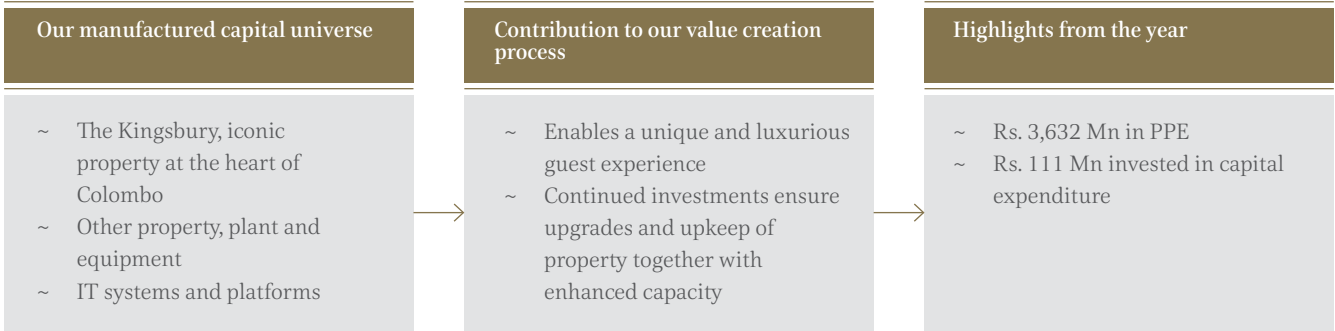 Our manufactured capital universe
~ The Kingsbury, iconic
property at the heart of
Colombo
~ Other property, plant and
equipment
~ IT systems and platforms
Contribution to our value creation
process
~ Enables a unique and luxurious
guest experience
~ Continued investments ensure
upgrades and upkeep of
property together with
enhanced capacity
Highlights from the year
~ Rs. 3,632 Mn in PPE
~ Rs. 111 Mn invested in capital
expenditure